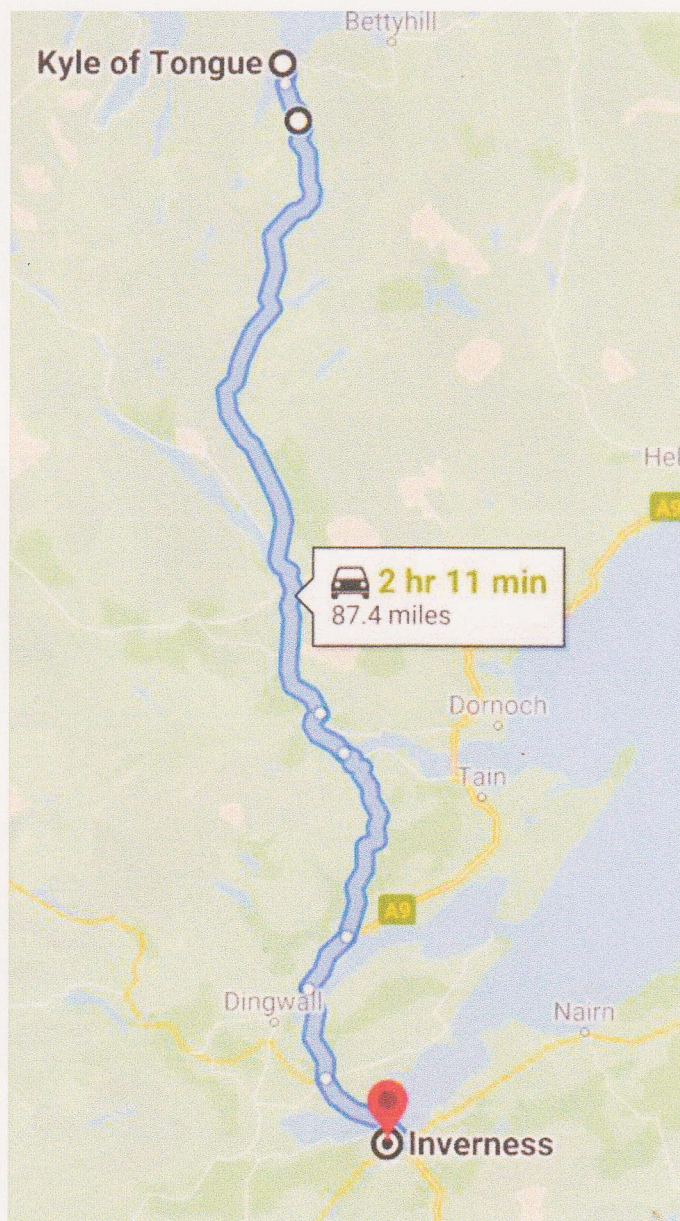 Bettyhill
Kyle of Tongue
Hel
A9
2 hr 11 min
87.4 miles
Dornoch
Tain
A9
Dingwall
Nairn
Inverness